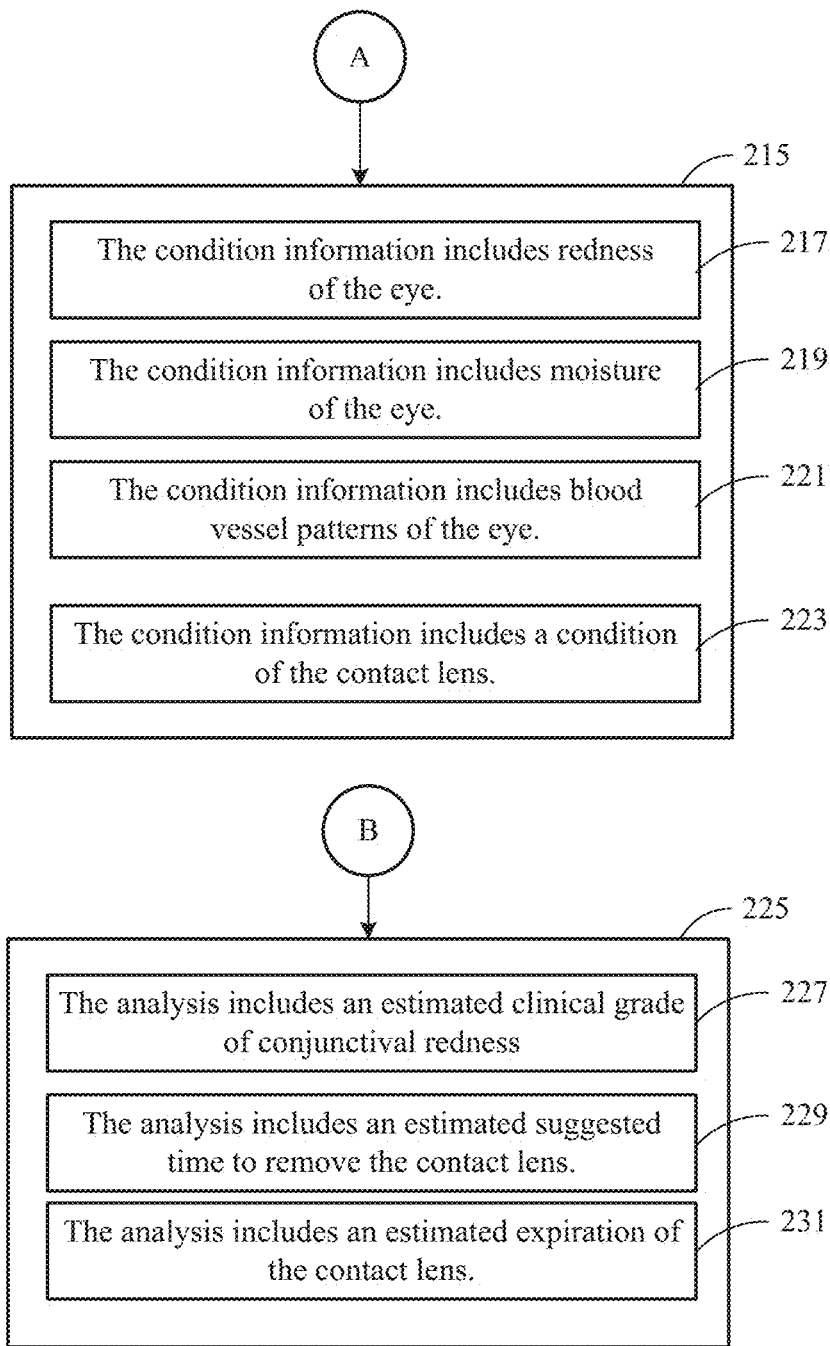 A
215
The condition information includes redness
of the eye.
217
The condition information includes moisture
of the eye.
219
The condition information includes blood
vessel patterns of the eye.
221
The condition information includes a condition
of the contact lens.
223
B
225
The analysis includes an estimated clinical grade
of conjunctival redness
227
The analysis includes an estimated suggested
time to remove the contact lens.
229
The analysis includes an estimated expiration of
the contact lens.
231